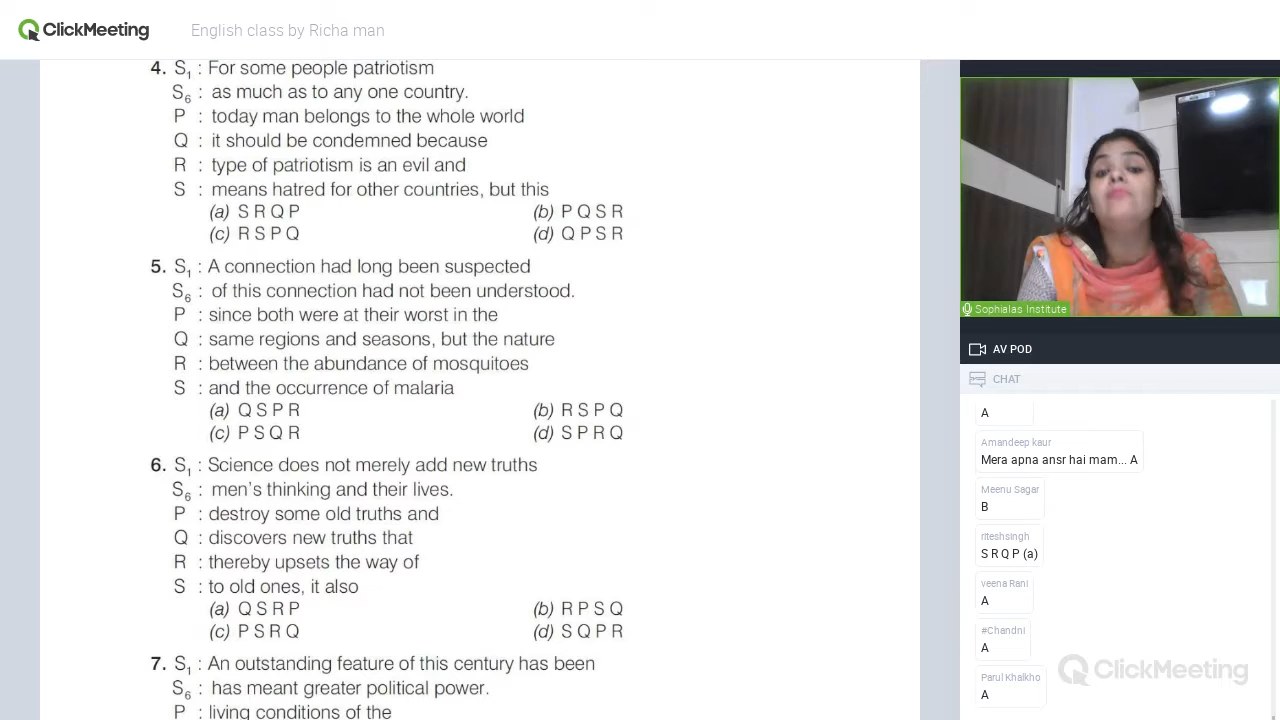 ClickMeeting
English class by Richa man
4. S1 : For some people patriotism
S6 : as much as to any one country.
P : today man belongs to the whole world
Q : it should be condemned because
R : type of patriotism is an evil and
S : means hatred for other countries, but this
(a) S R Q P (b) P Q S R
(c) R S P Q (d) Q P S R
5. S1 : A connection had long been suspected
S6 : of this connection had not been understood.
P : since both were at their worst in the
Q : same regions and seasons, but the nature
R : between the abundance of mosquitoes
S : and the occurrence of malaria
(a) Q S P R (b) R S P Q
(c) P S Q R (d) S P R Q
6. S1 : Science does not merely add new truths
S6 : men's thinking and their lives.
P : destroy some old truths and
Q : discovers new truths that
R : thereby upsets the way of
S : to old ones, it also
(a) Q S R P (b) R P S Q
(c) P S R Q (d) S Q P R
7. S1 : An outstanding feature of this century has been
S6 : has meant greater political power.
P : living conditions of the
Sophialas Institute
AV POD
CHAT
A
Amandeep kaur
Mera apna ansr hai mam... A
Meenu Sagar
B
riteshsingh
S R Q P (a)
veena Rani
A
#Chandni
A
Parul Khalkho
A
ClickMeeting